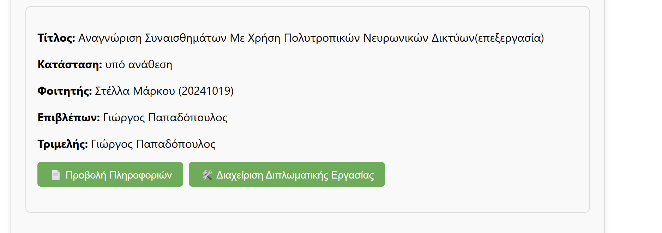 Τίτλος: Αναγνώριση Συναισθημάτων Με Χρήση Πολυτροπικών Νευρωνικών Δικτύων(επεξεργασία)
Κατάσταση: υπό ανάθεση
Φοιτητής: Στέλλα Μάρκου (20241019)
Επιβλέπων: Γιώργος Παπαδόπουλος
Τριμελής: Γιώργος Παπαδόπουλος
Προβολή Πληροφοριών
Διαχείριση Διπλωματικής Εργασίας